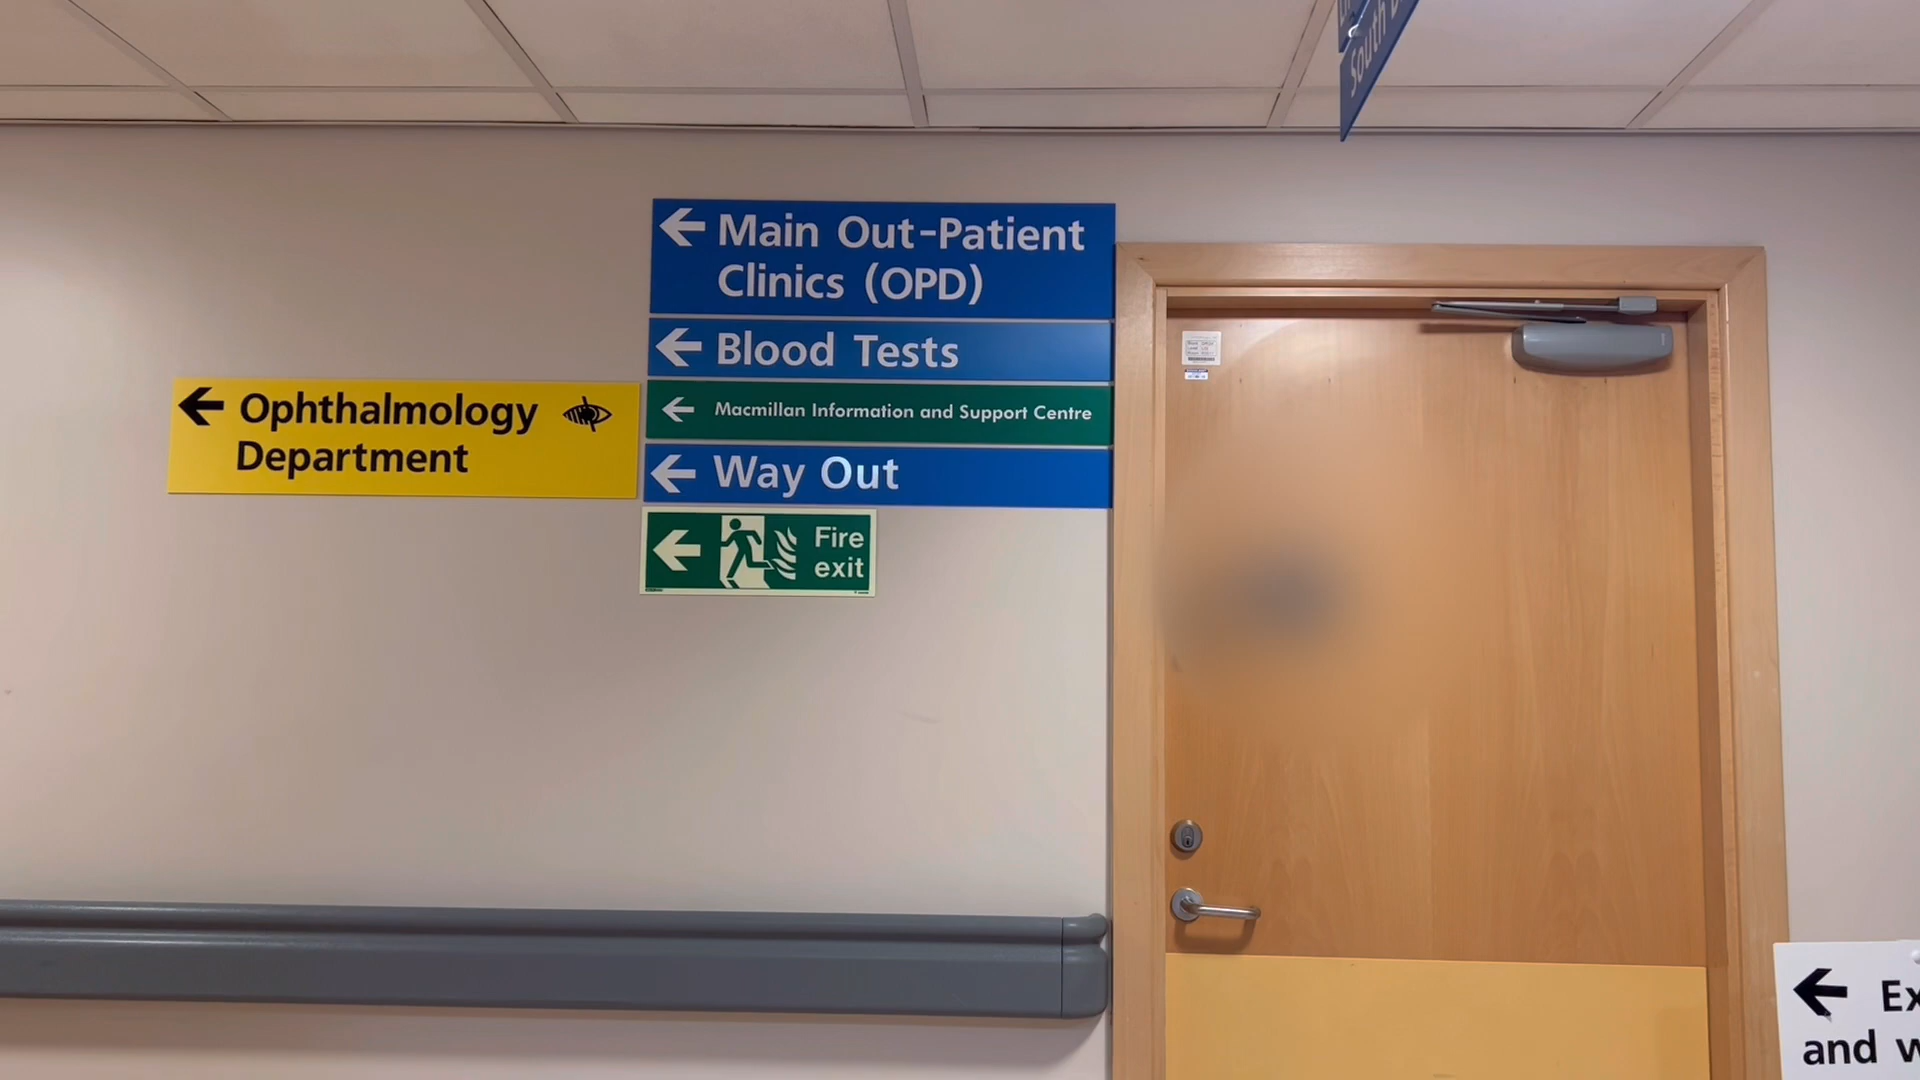 South
Main Out-Patient
Clinics (OPD)
Blood Tests
Macmillan Information and Support Centre
Way Out
Fire
exit
Ophthalmology
Department
and